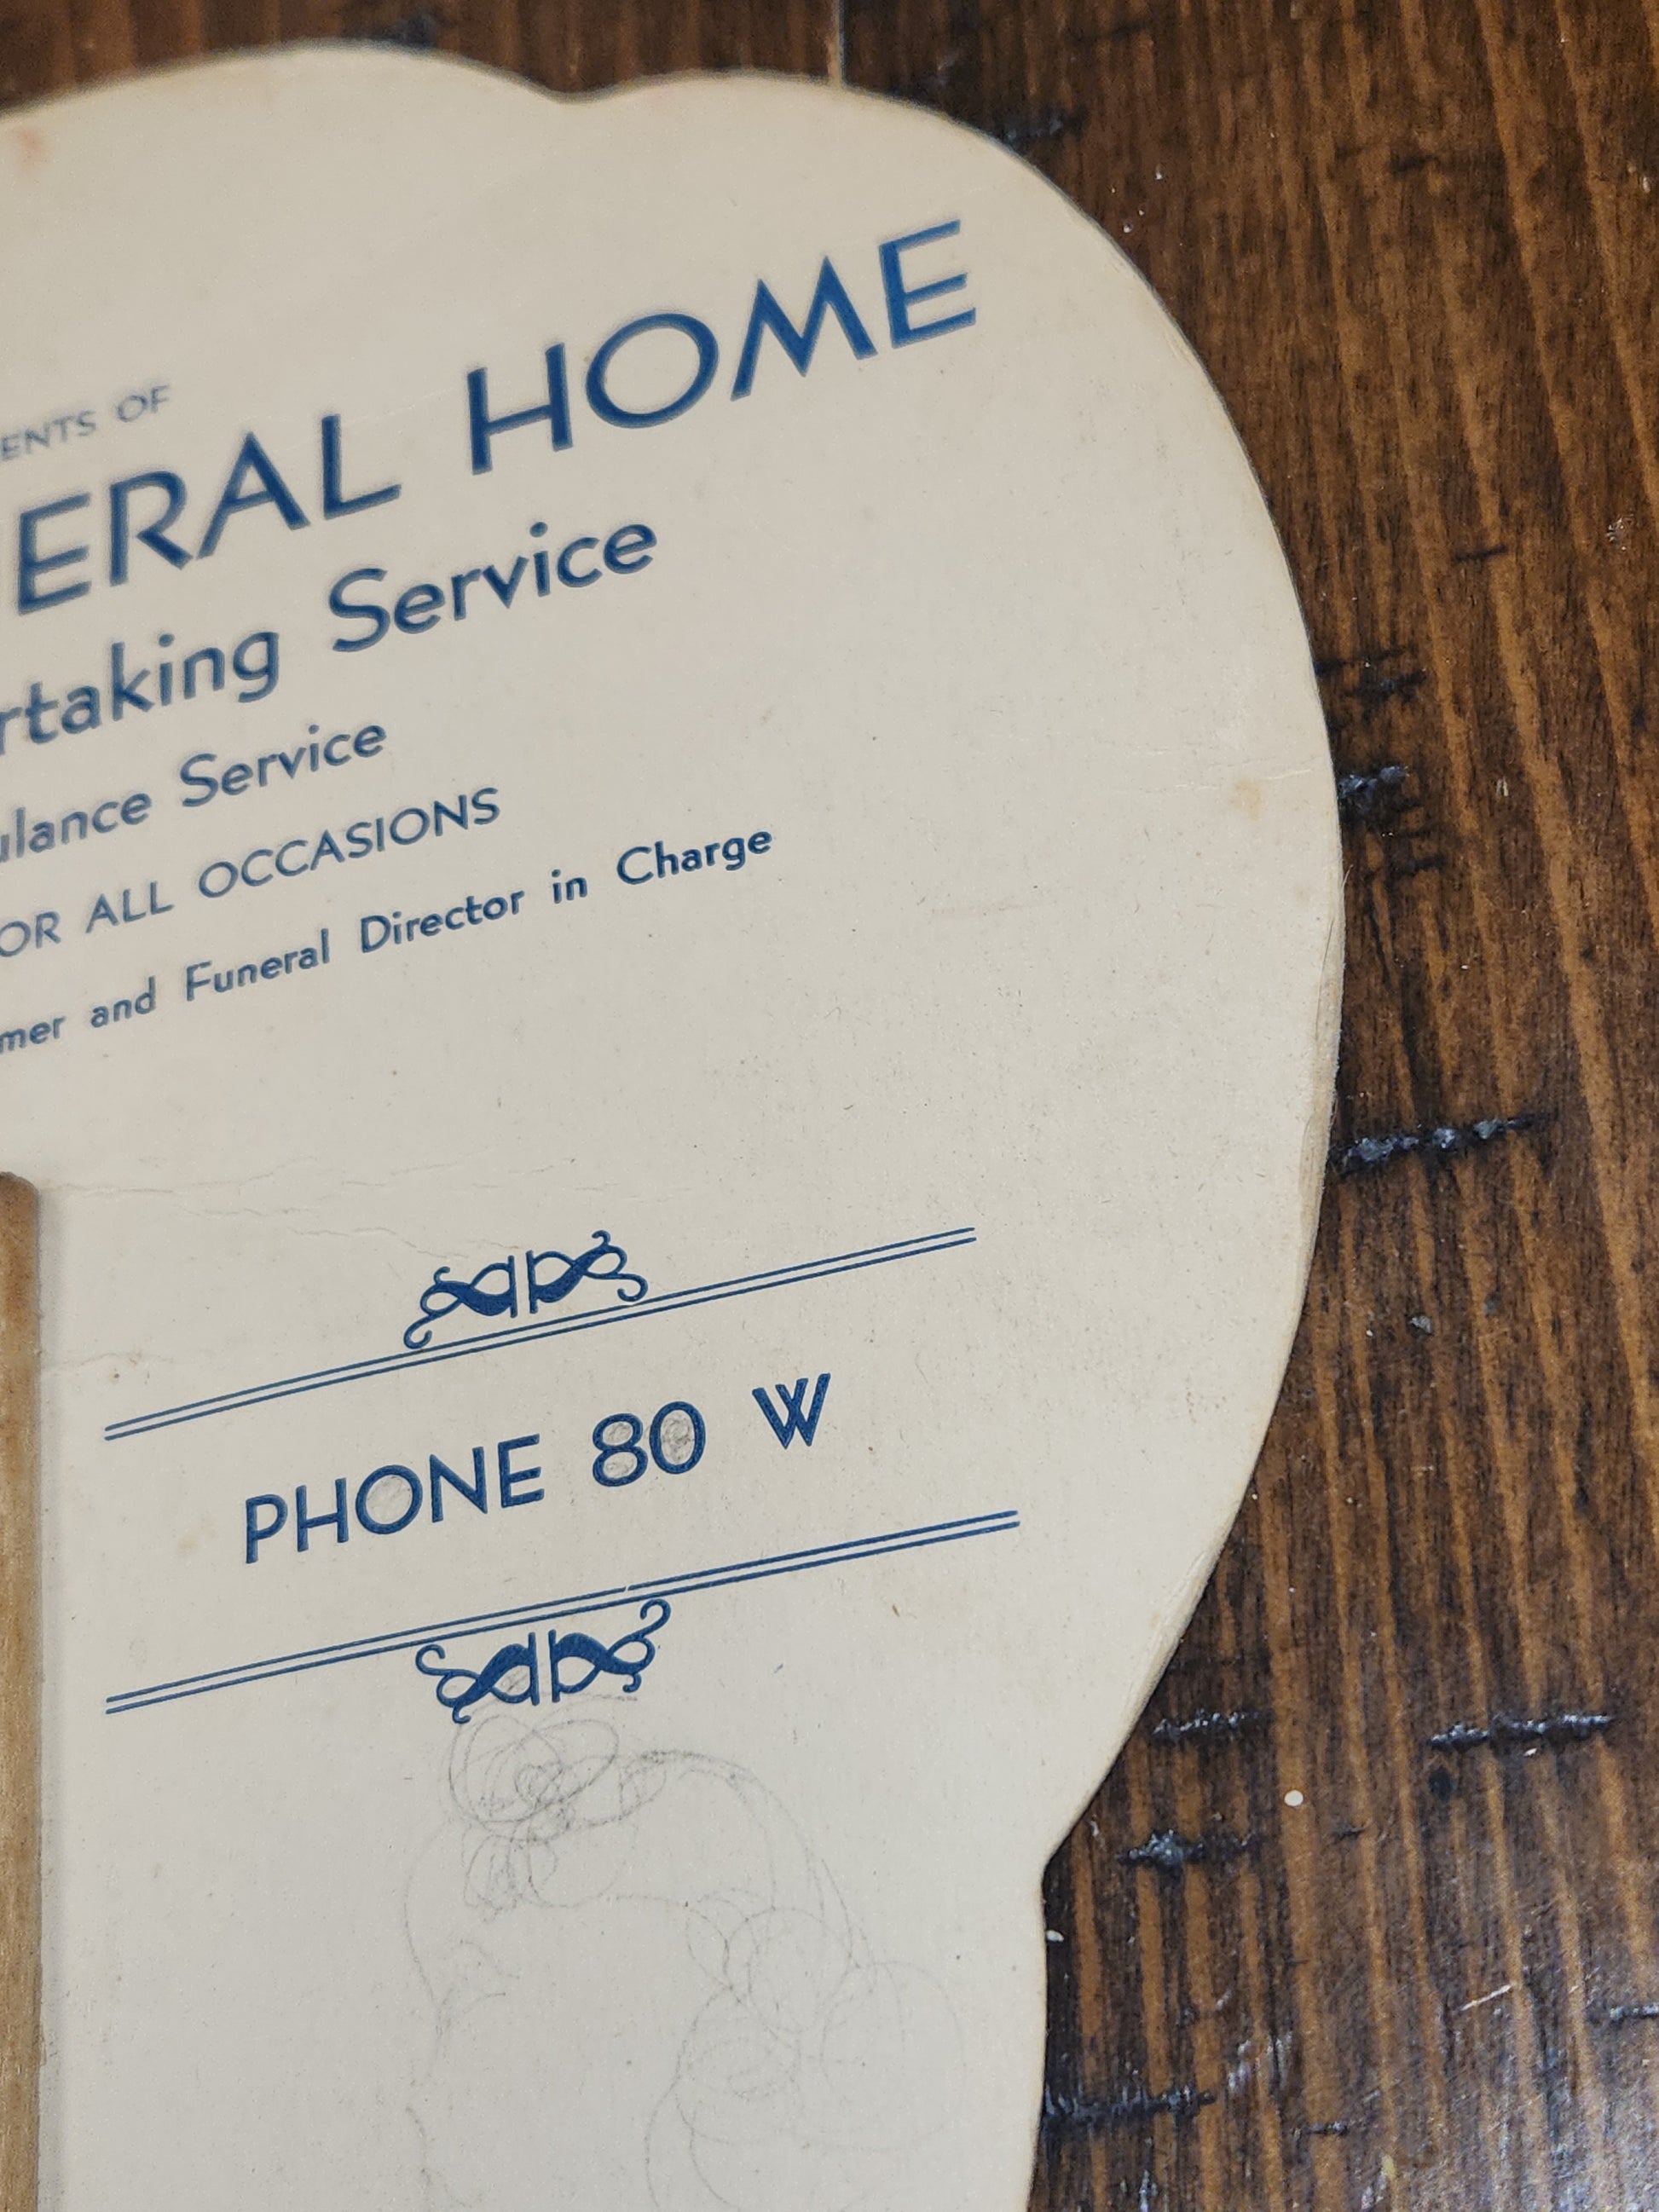 ENTS OF
ERAL HOME
rtaking Service
ulance Service
OR ALL OCCASIONS
mer and Funeral Director in Charge
PHONE 80 W